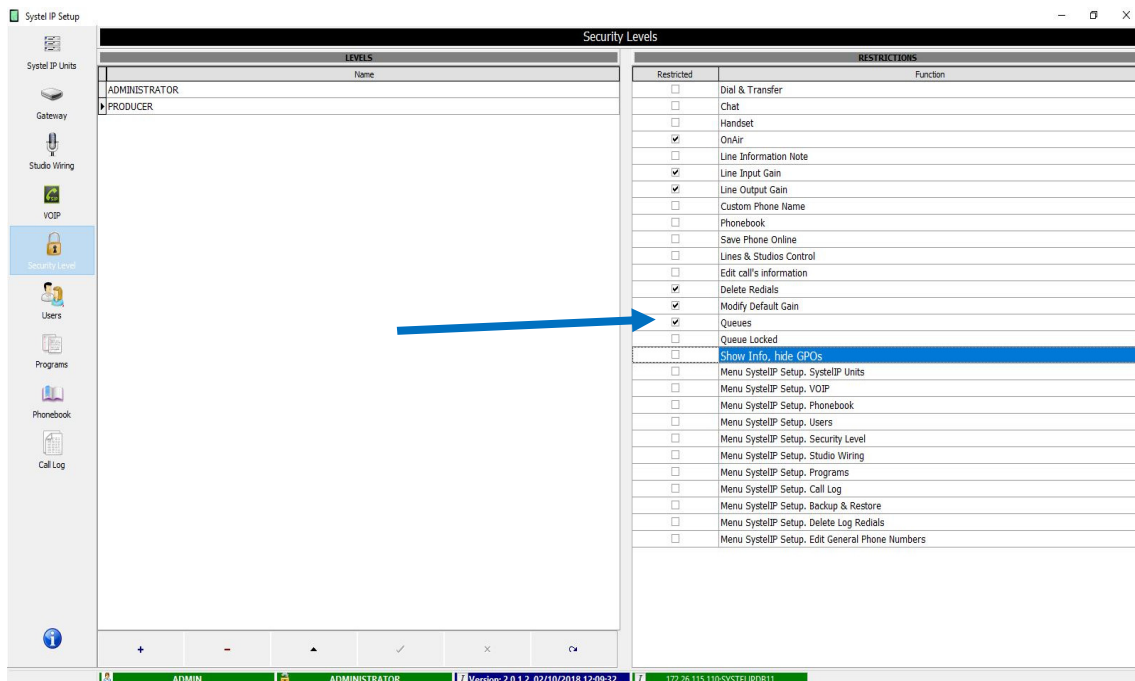 Systel IP Setup
Security Levels
Systel IP Units
Gateway
Studio Wiring
VOIP
Security Level
Users
Programs
Phonebook
Call Log
LEVELS
Name
ADMINISTRATOR
PRODUCER
RESTRICTIONS
Restricted Function
Dial & Transfer
Chat
Handset
OnAir
Line Information Note
Line Input Gain
Line Output Gain
Custom Phone Name
Phonebook
Save Phone Online
Lines & Studios Control
Edit call's information
Delete Redials
Modify Default Gain
Queues
Queue Locked
Show Info, hide GPOs
Menu SystelIP Setup. SystelIP Units
Menu SystelIP Setup. VOIP
Menu SystelIP Setup. Phonebook
Menu SystelIP Setup. Users
Menu SystelIP Setup. Security Level
Menu SystelIP Setup. Studio Wiring
Menu SystelIP Setup. Programs
Menu SystelIP Setup. Call Log
Menu SystelIP Setup. Backup & Restore
Menu SystelIP Setup. Delete Log Redials
Menu SystelIP Setup. Edit General Phone Numbers
ADMIN ADMINISTRATOR Version: 2.0.1.2 02/10/2018 12:09:32 172.26.115.110:SYSTELIPDB11